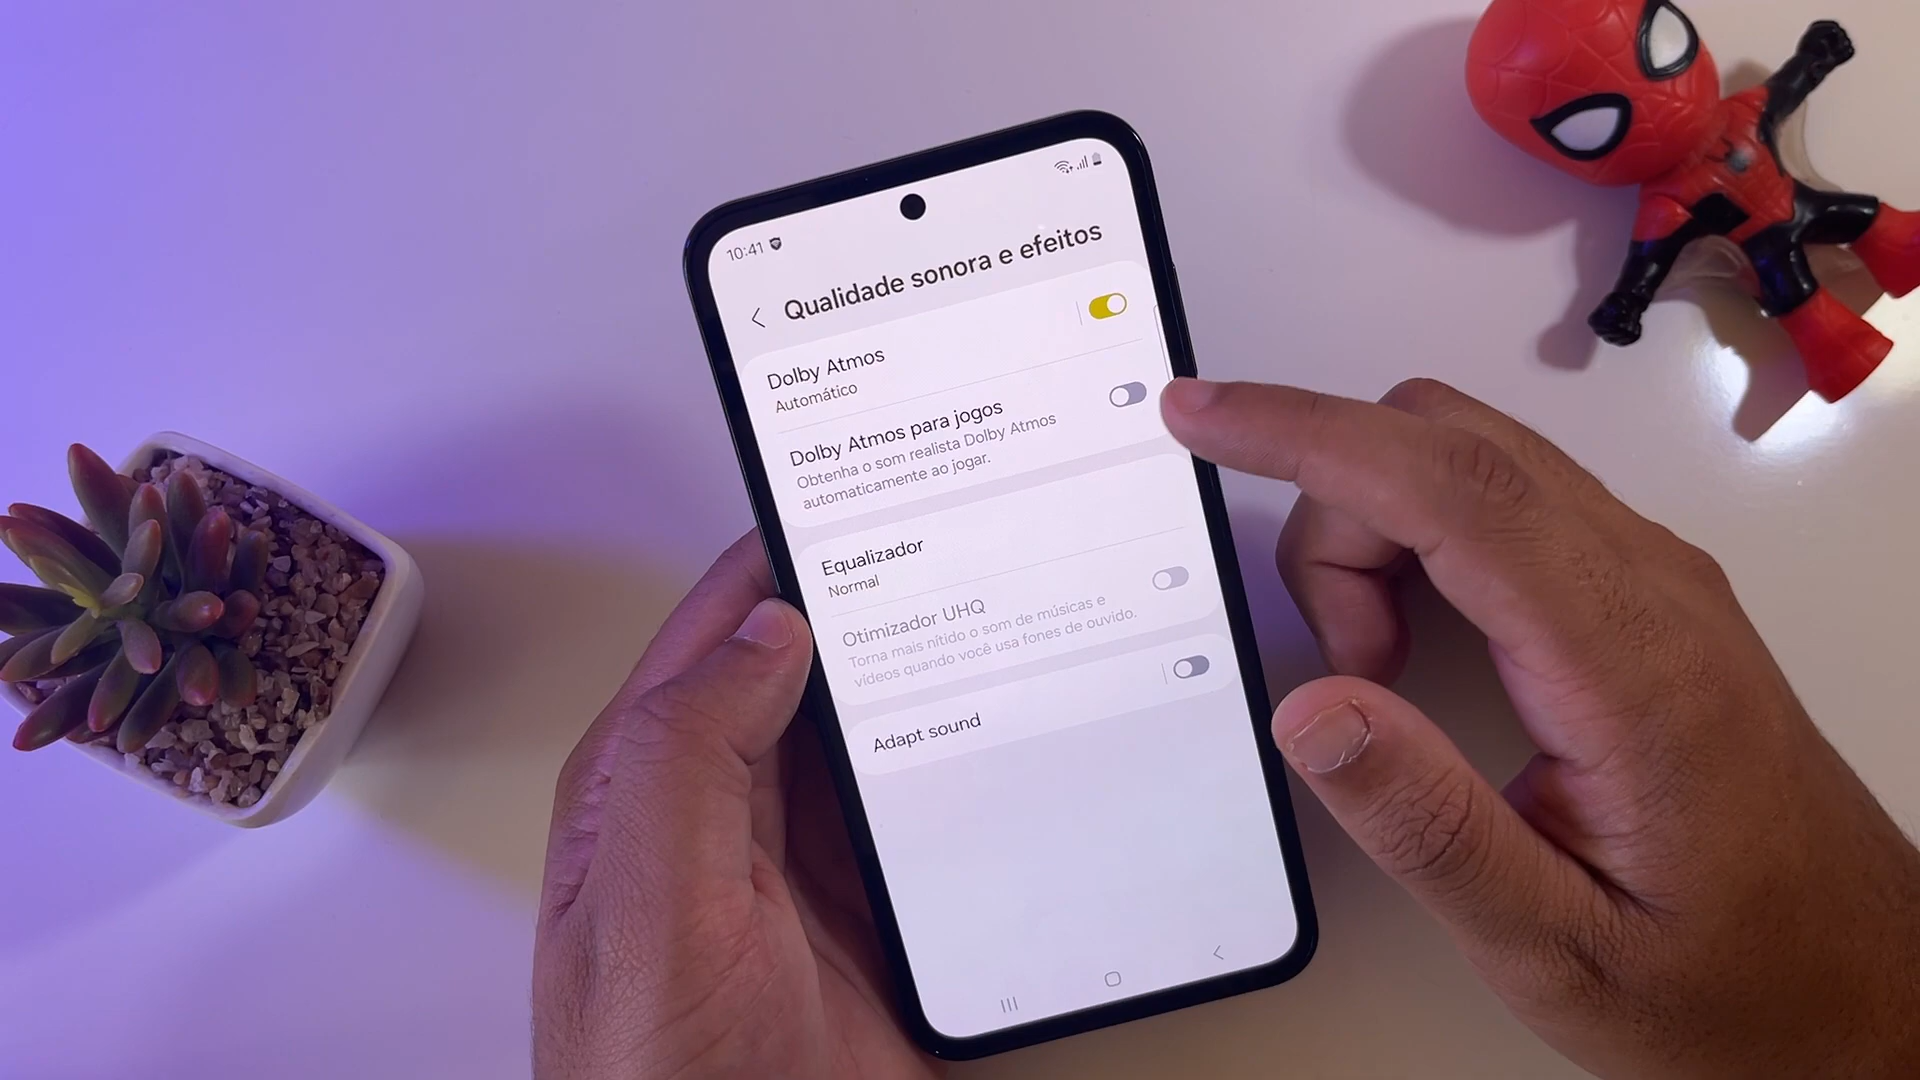 10:41
Qualidade sonora e efeitos
Dolby Atmos
Automático
Dolby Atmos para jogos
Obtenha o som realista Dolby Atmos
automaticamente ao jogar.
Equalizador
Normal
Otimizador UHQ
Torna mais nítido o som de músicas e
vídeos quando você usa fones de ouvido.
Adapt sound